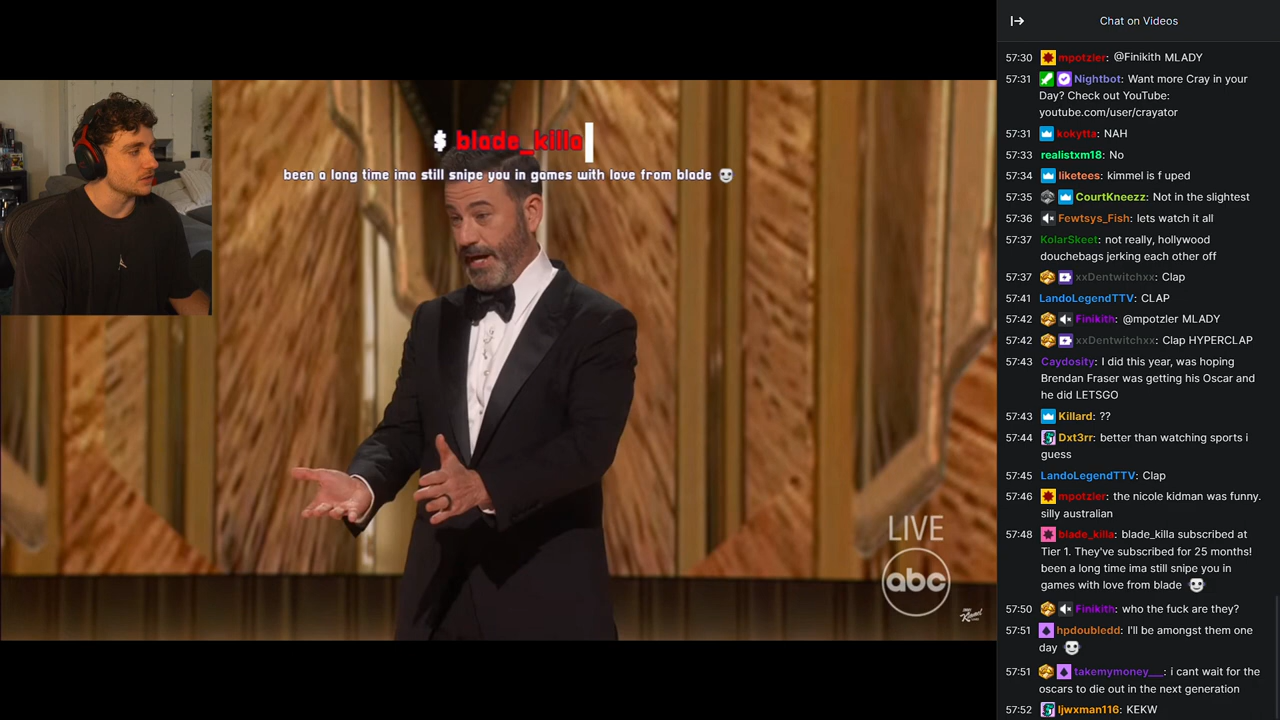 $ blade_killa
been a long time ima still snipe you in games with love from blade
LIVE
abc
Chat on Videos
57:30 mpotzler: @Finikith MLADY
57:31 Nightbot: Want more Cray in your
Day? Check out YouTube:
youtube.com/user/crayator
57:31 kokytta: NAH
57:33 realistxm18: No
57:34 liketees: kimmel is f uped
57:35 CourtKneezz: Not in the slightest
57:36 Fewtsys_Fish: lets watch it all
57:37 KolarSkeet: not really, hollywood
douchebags jerking each other off
57:37 xxDentwitchxx: Clap
57:41 LandoLegendTTV: CLAP
57:42 Finikith: @mpotzler MLADY
57:42 xxDentwitchxx: Clap HYPERCLAP
57:43 Caydosity: I did this year, was hoping
Brendan Fraser was getting his Oscar and
he did LETSGO
57:43 Killard: ??
57:44 Dxt3rr: better than watching sports i
guess
57:45 LandoLegendTTV: Clap
57:46 mpotzler: the nicole kidman was funny.
silly australian
57:48 blade_killa: blade_killa subscribed at
Tier 1. They've subscribed for 25 months!
been a long time ima still snipe you in
games with love from blade
57:50 Finikith: who the fuck are they?
57:51 hpdoubledd: I'll be amongst them one
day
57:51 takemymoney___: i cant wait for the
oscars to die out in the next generation
57:52 ljwxman116: KEKW